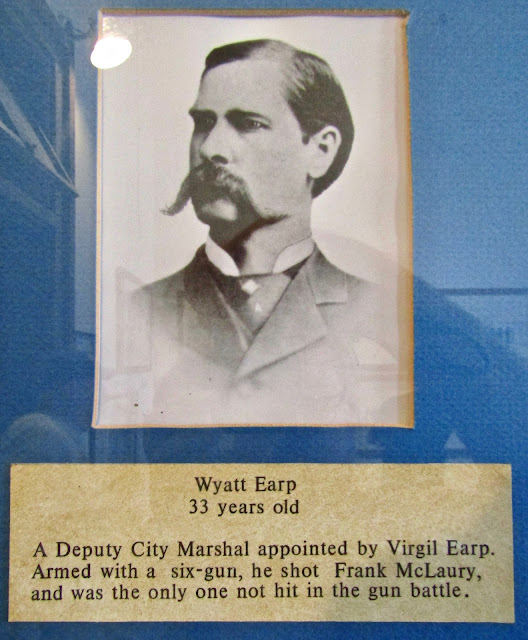 Wyatt Earp
33 years old
A Deputy City Marshal appointed by Virgil Earp.
Armed with a six-gun, he shot Frank McLaury,
and was the only one not hit in the gun battle.